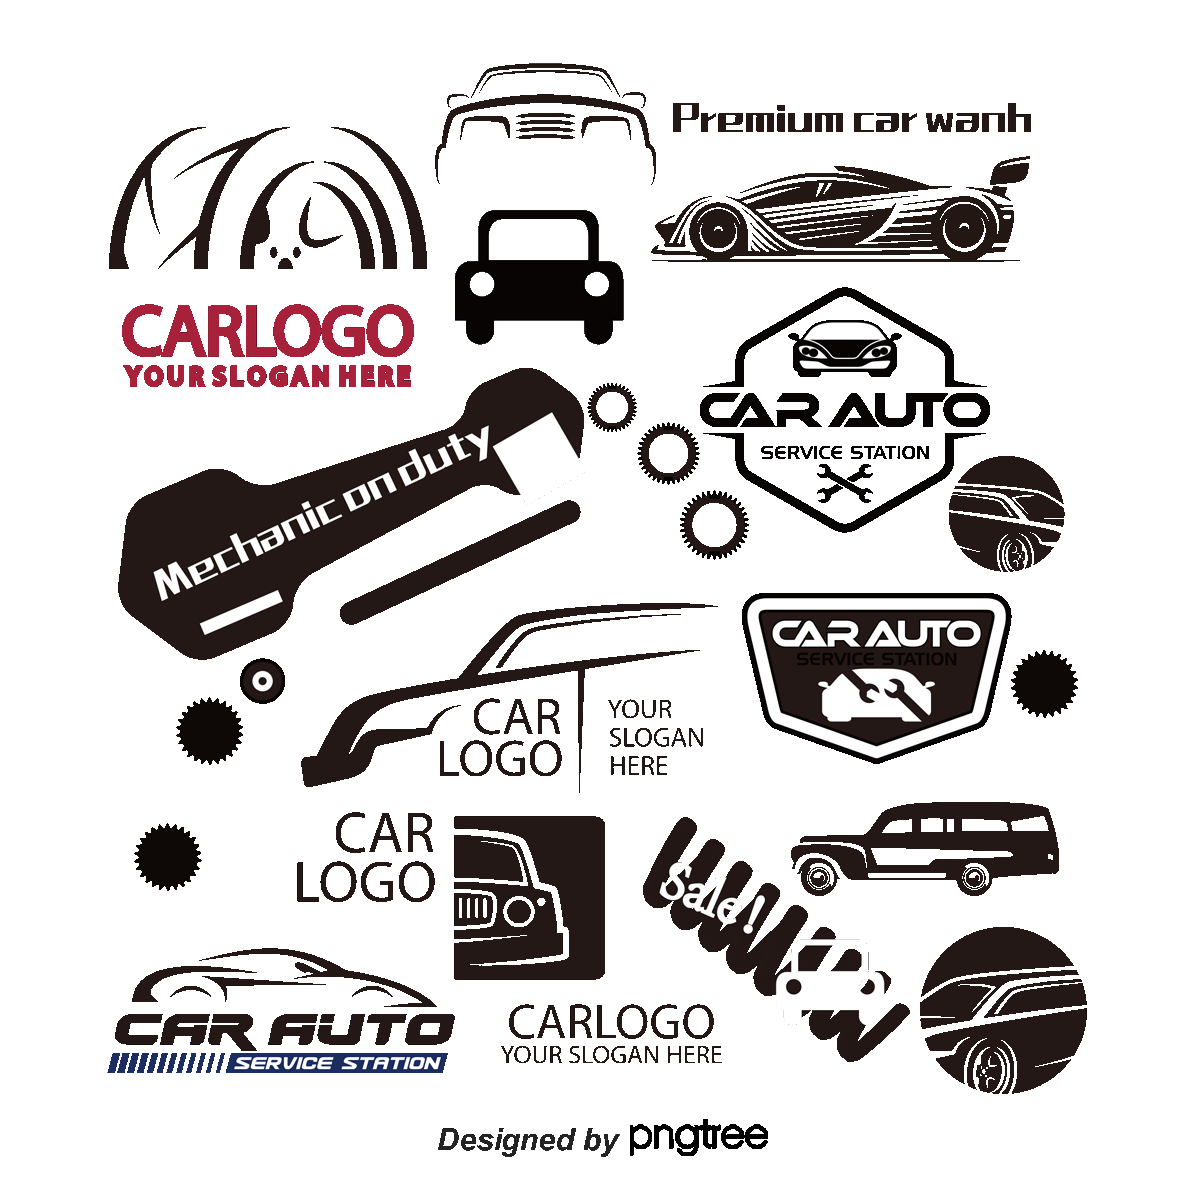 Premium car wanh
CARLOGO
YOUR SLOGAN HERE
CAR AUTO
SERVICE STATION
Mechanic on duty
CAR AUTO
SERVICE STATION
CAR
LOGO
YOUR
SLOGAN
HERE
CAR
LOGO
Sale!
CAR AUTO
SERVICE STATION
CARLOGO
YOUR SLOGAN HERE
Designed by pngtree